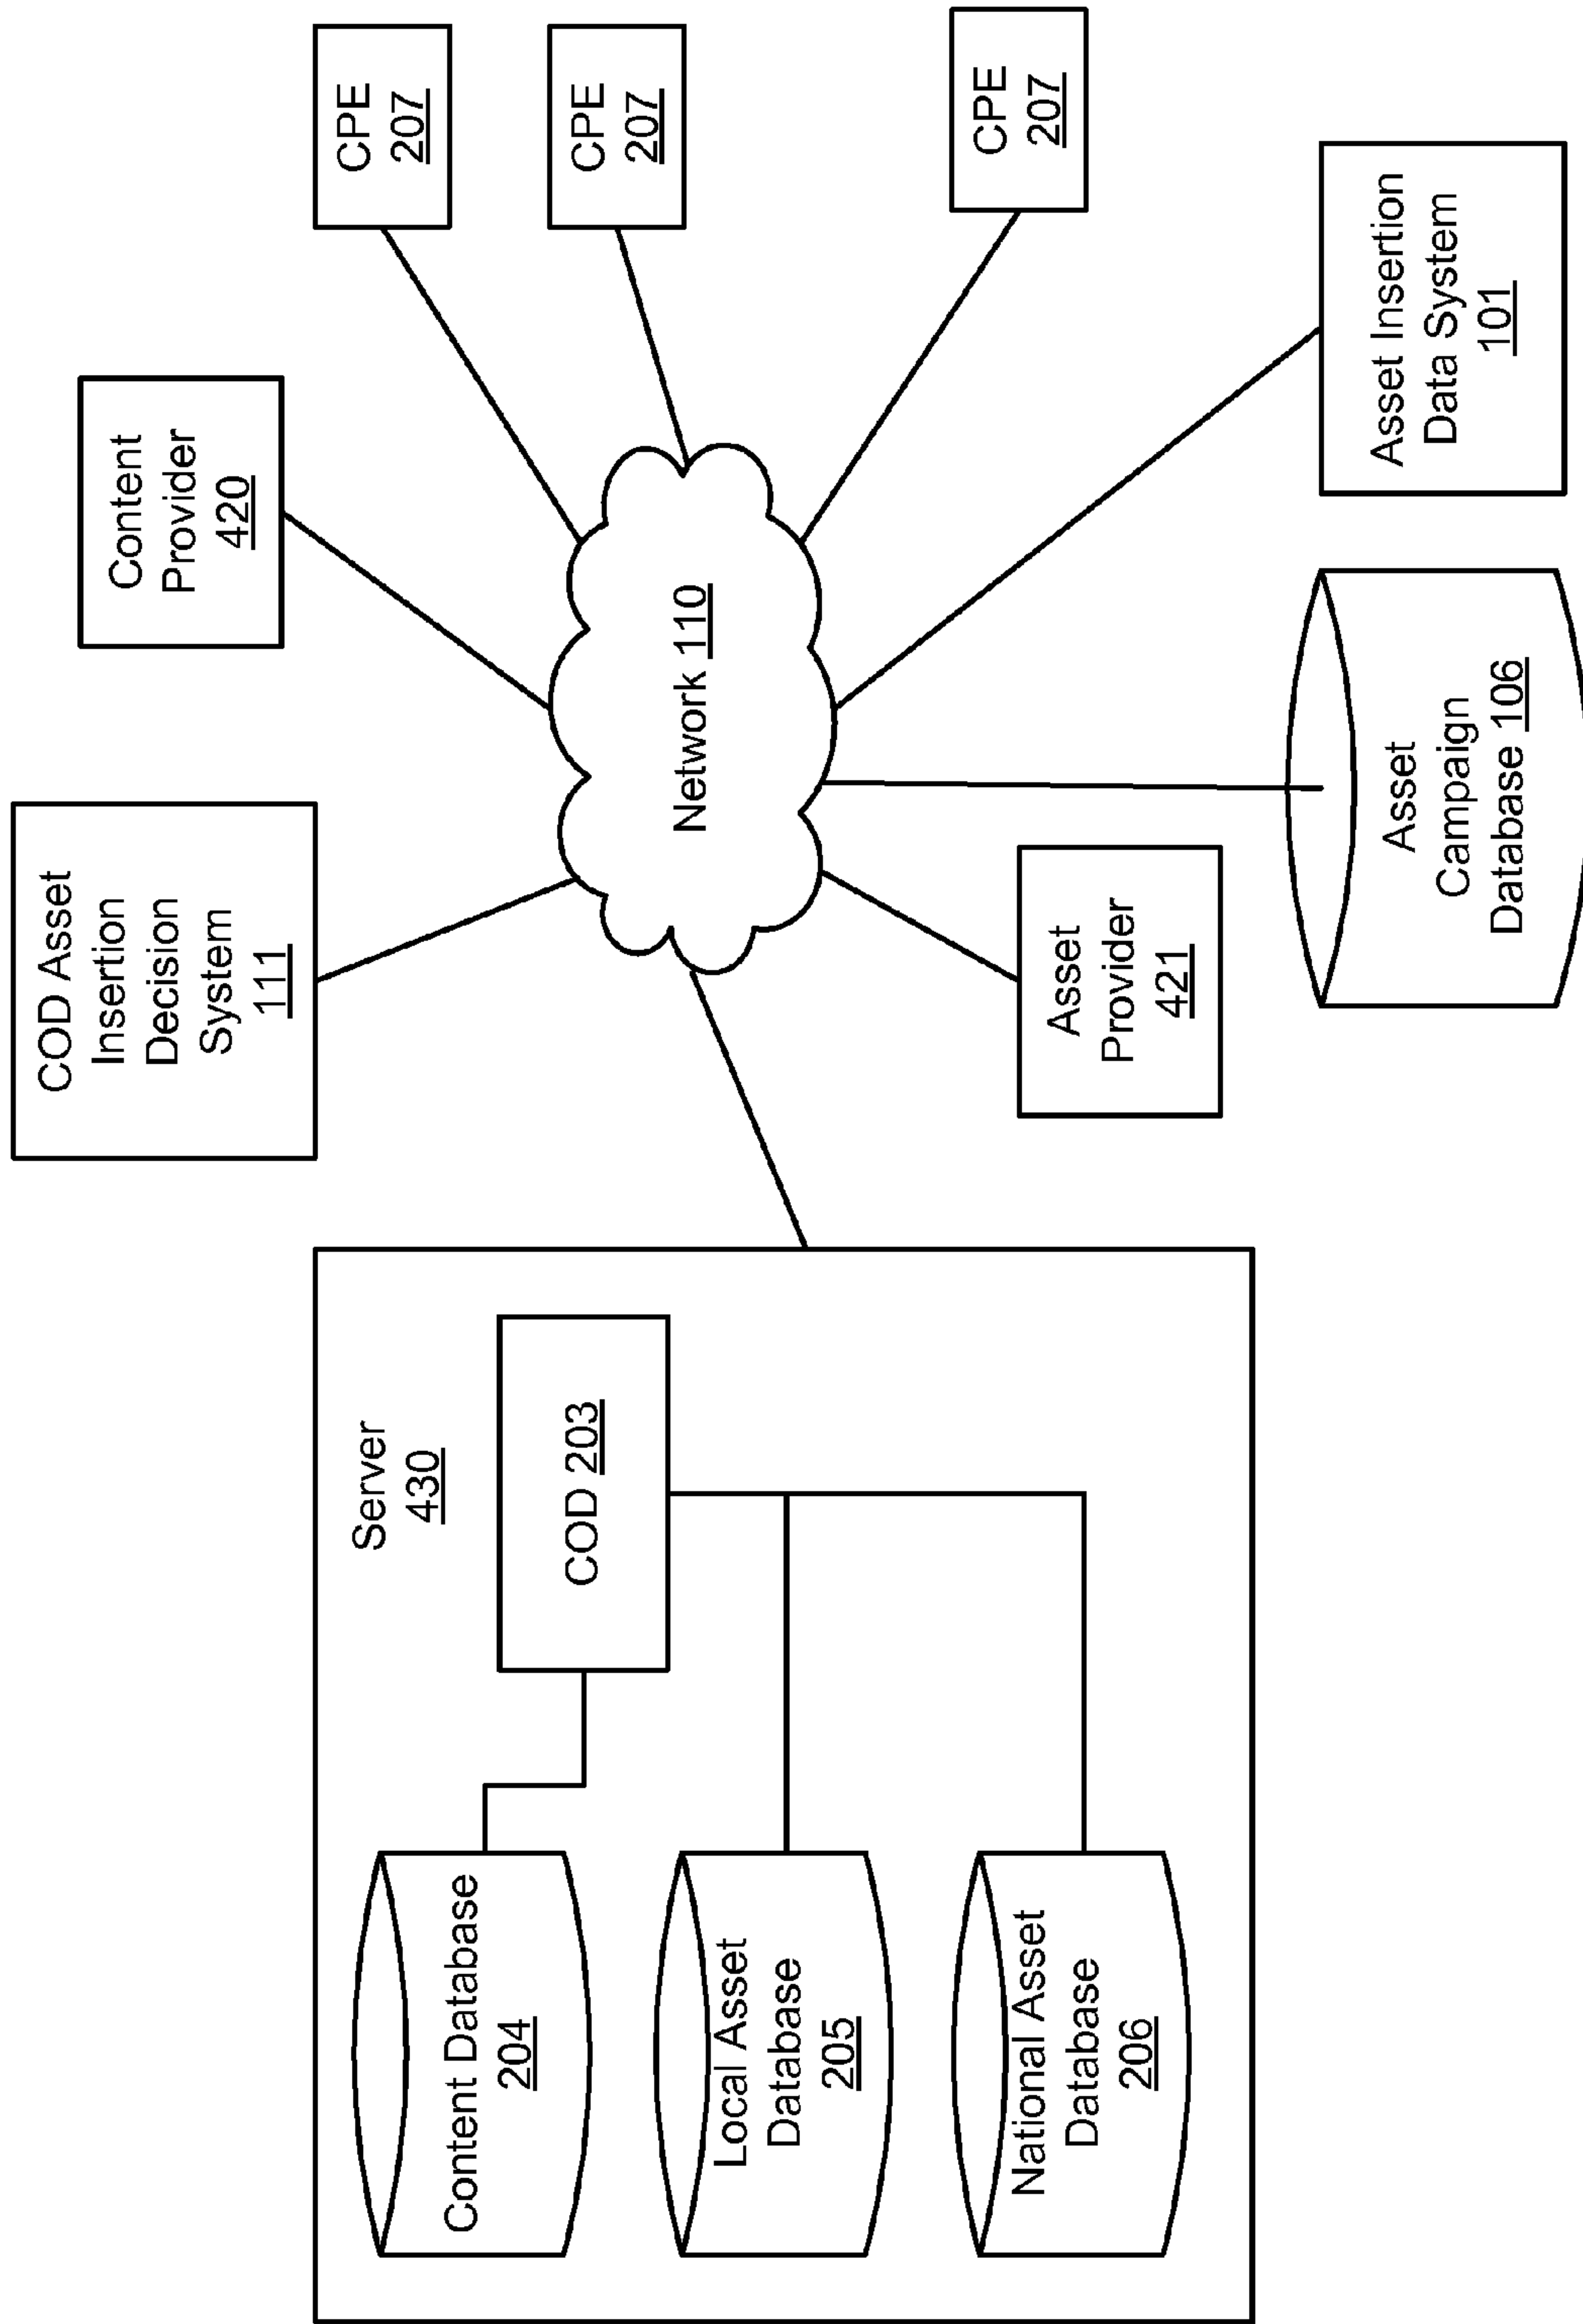 COD Asset
Insertion
Decision
System
111
Content
Provider
420
CPE
207
CPE
207
CPE
207
Network 110
Server
430
COD 203
Content Database
204
Local Asset
Database
205
National Asset
Database
206
Asset
Provider
421
Asset
Campaign
Database 106
Asset Insertion
Data System
101